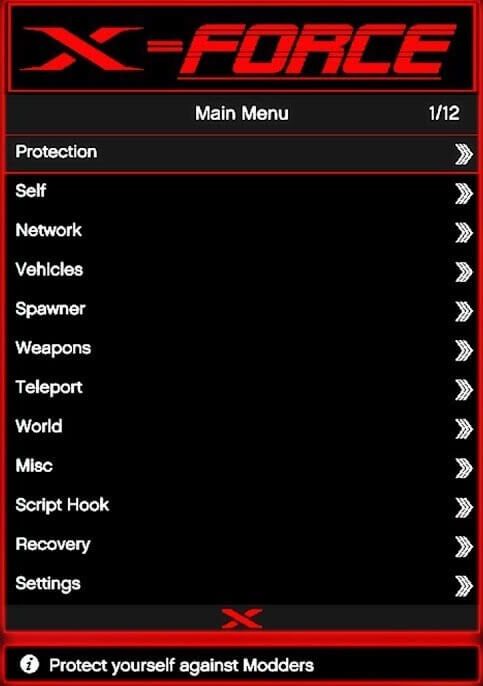 X-FORCE
Main Menu 1/12
Protection
Self
Network
Vehicles
Spawner
Weapons
Teleport
World
Misc
Script Hook
Recovery
Settings
X
i Protect yourself against Modders